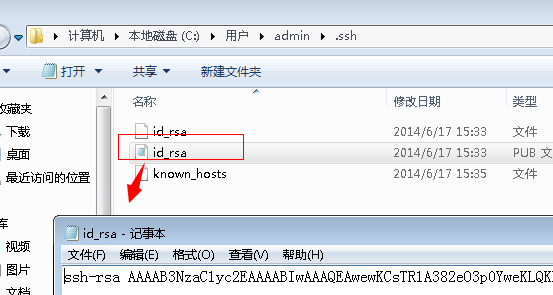 计算机 本地磁盘 (C:) 用户 admin .ssh
打开 共享 新建文件夹
名称 修改日期 类型
收藏夹
下载
桌面
最近访问的位置
库
视频
图片
文档
id_rsa 2014/6/17 15:33 文件
id_rsa 2014/6/17 15:33 PUB 文
known_hosts 2014/6/17 15:35 文件
id_rsa - 记事本
文件(F) 编辑(E) 格式(O) 查看(V) 帮助(H)
ssh-rsa AAAAB3NzaC1yc2EAAAABIwAAAQEAwewKCsTR1A382eO3p0YweKLQK